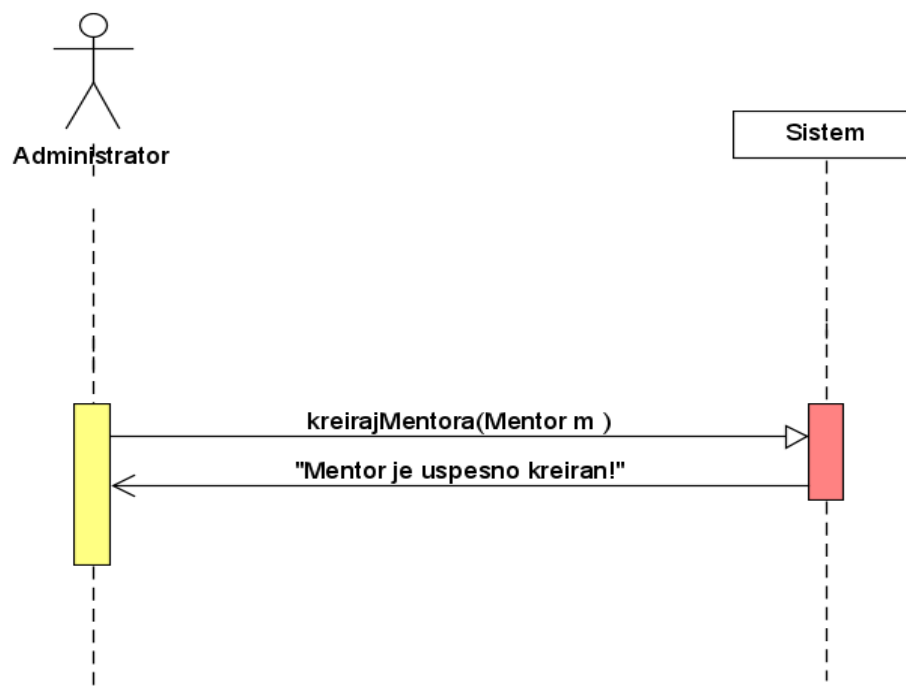 Administrator
Sistem
kreirajMentora(Mentor m )
"Mentor je uspesno kreiran!"